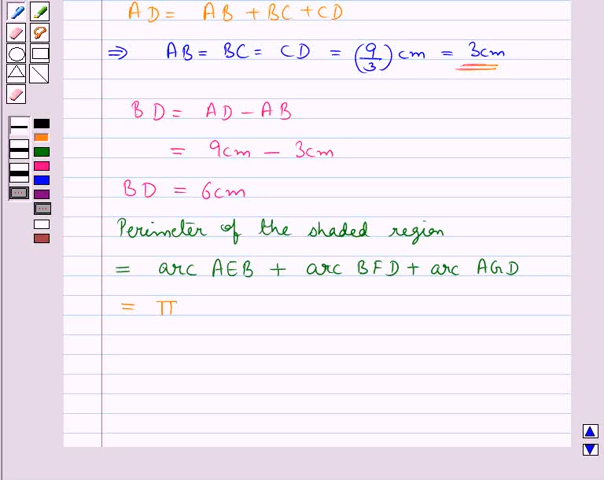 AD = AB + BC + CD
⇒ AB = BC = CD = (9/3) cm = 3cm
BD = AD - AB
= 9cm - 3cm
BD = 6cm
Perimeter of the shaded region
= arc AEB + arc BFD + arc AGD
= π